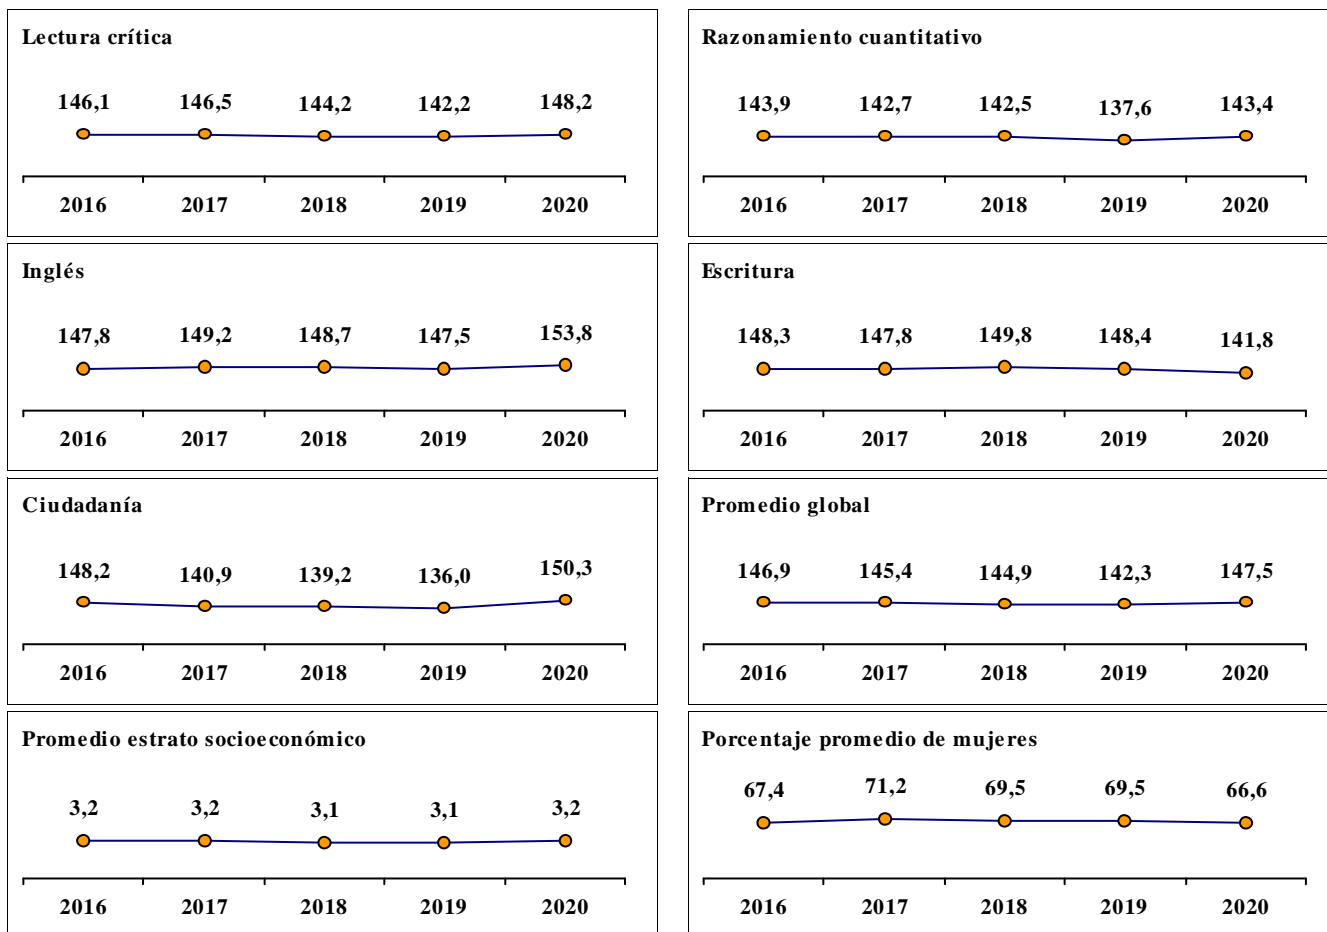 Lectura crítica
146,1 146,5 144,2 142,2 148,2
2016 2017 2018 2019 2020
Razonamiento cuantitativo
143,9 142,7 142,5 137,6 143,4
2016 2017 2018 2019 2020
Inglés
147,8 149,2 148,7 147,5 153,8
2016 2017 2018 2019 2020
Escritura
148,3 147,8 149,8 148,4 141,8
2016 2017 2018 2019 2020
Ciudadanía
148,2 140,9 139,2 136,0 150,3
2016 2017 2018 2019 2020
Promedio global
146,9 145,4 144,9 142,3 147,5
2016 2017 2018 2019 2020
Promedio estrato socioeconómico
3,2 3,2 3,1 3,1 3,2
2016 2017 2018 2019 2020
Porcentaje promedio de mujeres
67,4 71,2 69,5 69,5 66,6
2016 2017 2018 2019 2020